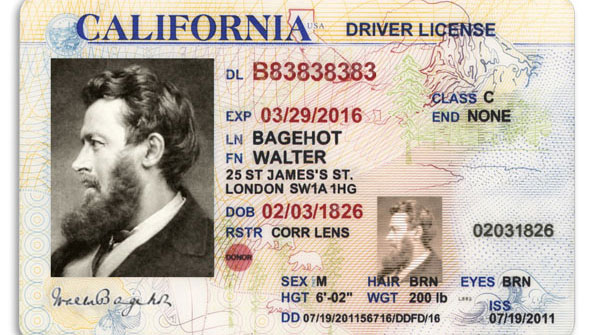 CALIFORNIA USA DRIVER LICENSE
DL B83838383
CLASS C
EXP 03/29/2016 END NONE
LN BAGEHOT
FN WALTER
25 ST JAMES'S ST.
LONDON SW1A 1HG
DOB 02/03/1826
RSTR CORR LENS
02031826
DONOR
SEX M HAIR BRN EYES BRN
HGT 6'-02" WGT 200 lb
ISS
DD 07/19/201156716/DDFD/16 07/19/2011
Walter Bagehot